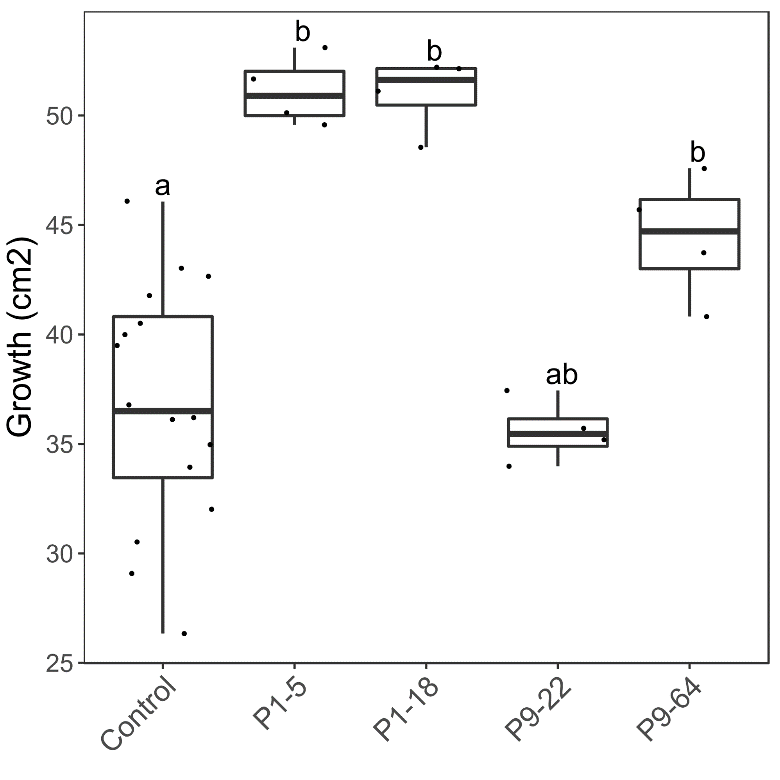 b
b
50
b
a
45
Growth (cm2)
40
ab
35
30
25
Control
P1-5
P1-18
P9-22
P9-64